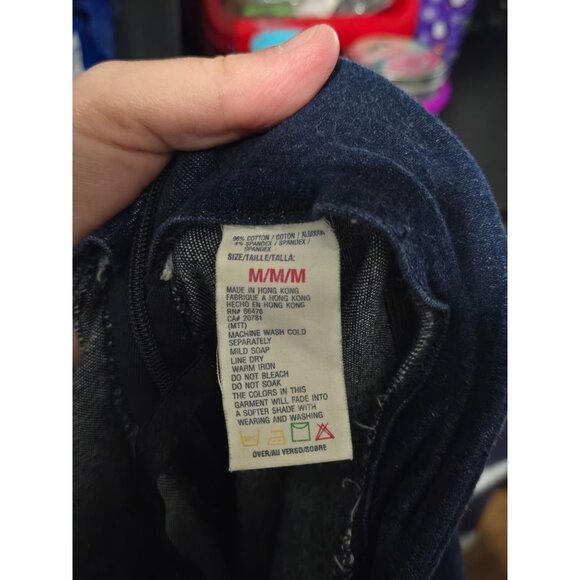 96% COTTON / COTON / ALGODON
4% SPANDEX / SPANDEX /
SPANDEX
SIZE/TAILLE/TALLA:
M/M/M
MADE IN HONG KONG
FABRIQUE A HONG KONG
HECHO EN HONG KONG
RN# 66476
CA# 20781
(MTT)
MACHINE WASH COLD
SEPARATELY
MILD SOAP
LINE DRY
WARM IRON
DO NOT BLEACH
DO NOT SOAK
THE COLORS IN THIS
GARMENT WILL FADE INTO
A SOFTER SHADE WITH
WEARING AND WASHING
OVER/AU VERSO/SOBRE